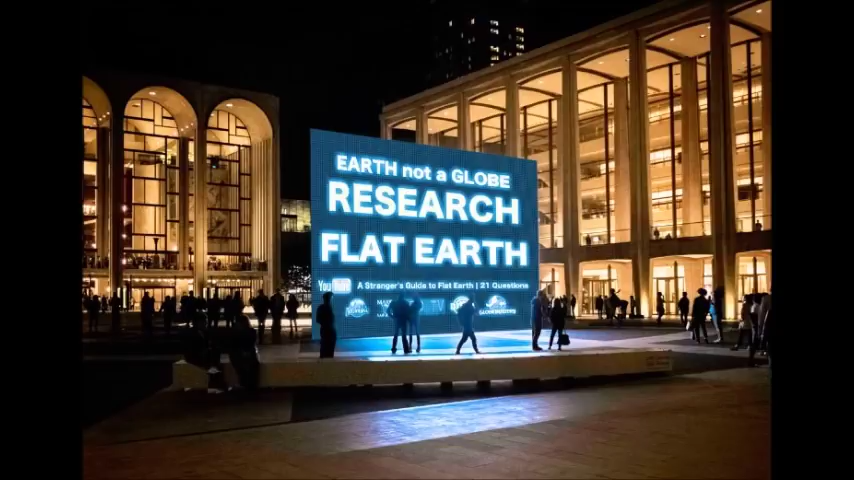 EARTH not a GLOBE
RESEARCH
FLAT EARTH
YouTube A Stranger's Guide to Flat Earth | 21 Questions